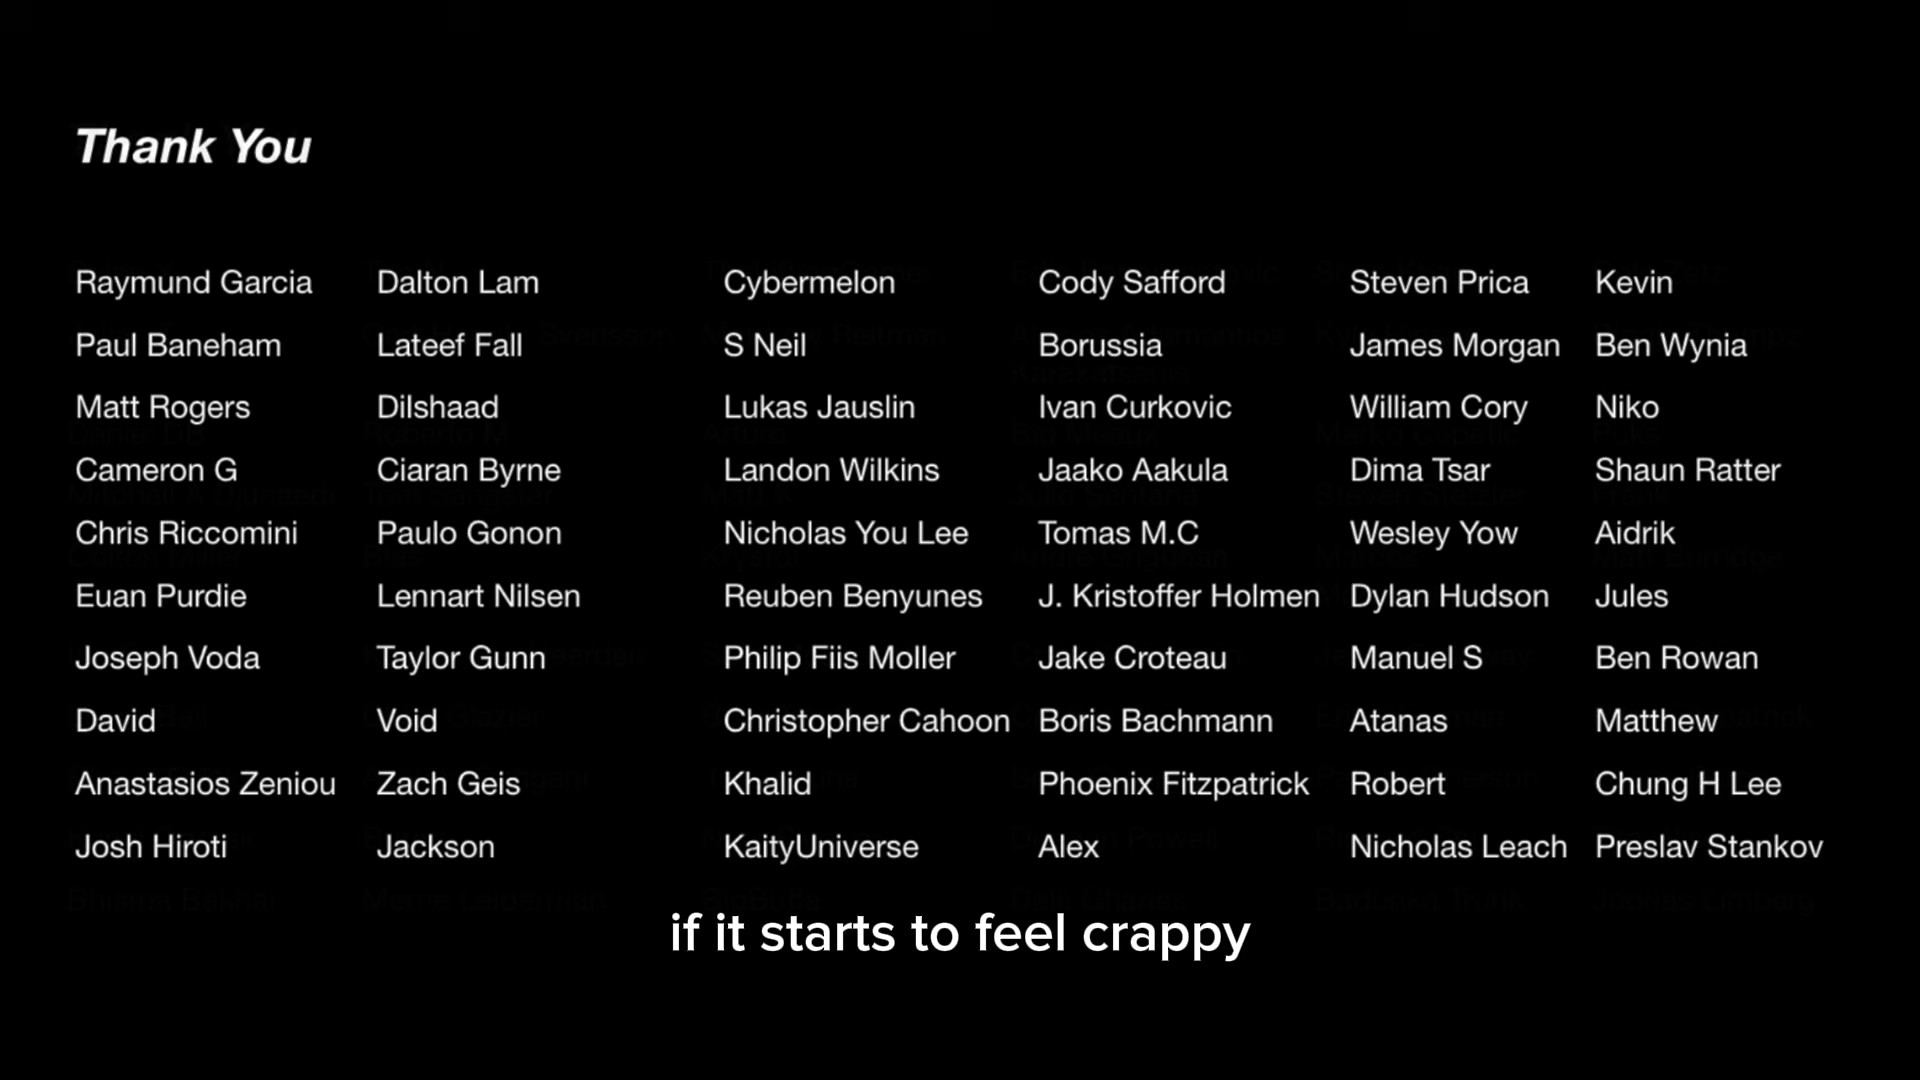 Thank You
Raymund Garcia Dalton Lam Cybermelon Cody Safford Steven Prica Kevin
Paul Baneham Lateef Fall S Neil Borussia James Morgan Ben Wynia
Matt Rogers Dilshaad Lukas Jauslin Ivan Curkovic William Cory Niko
Cameron G Ciaran Byrne Landon Wilkins Jaako Aakula Dima Tsar Shaun Ratter
Chris Riccomini Paulo Gonon Nicholas You Lee Tomas M.C Wesley Yow Aidrik
Euan Purdie Lennart Nilsen Reuben Benyunes J. Kristoffer Holmen Dylan Hudson Jules
Joseph Voda Taylor Gunn Philip Fiis Moller Jake Croteau Manuel S Ben Rowan
David Void Christopher Cahoon Boris Bachmann Atanas Matthew
Anastasios Zeniou Zach Geis Khalid Phoenix Fitzpatrick Robert Chung H Lee
Josh Hiroti Jackson KaityUniverse Alex Nicholas Leach Preslav Stankov
if it starts to feel crappy